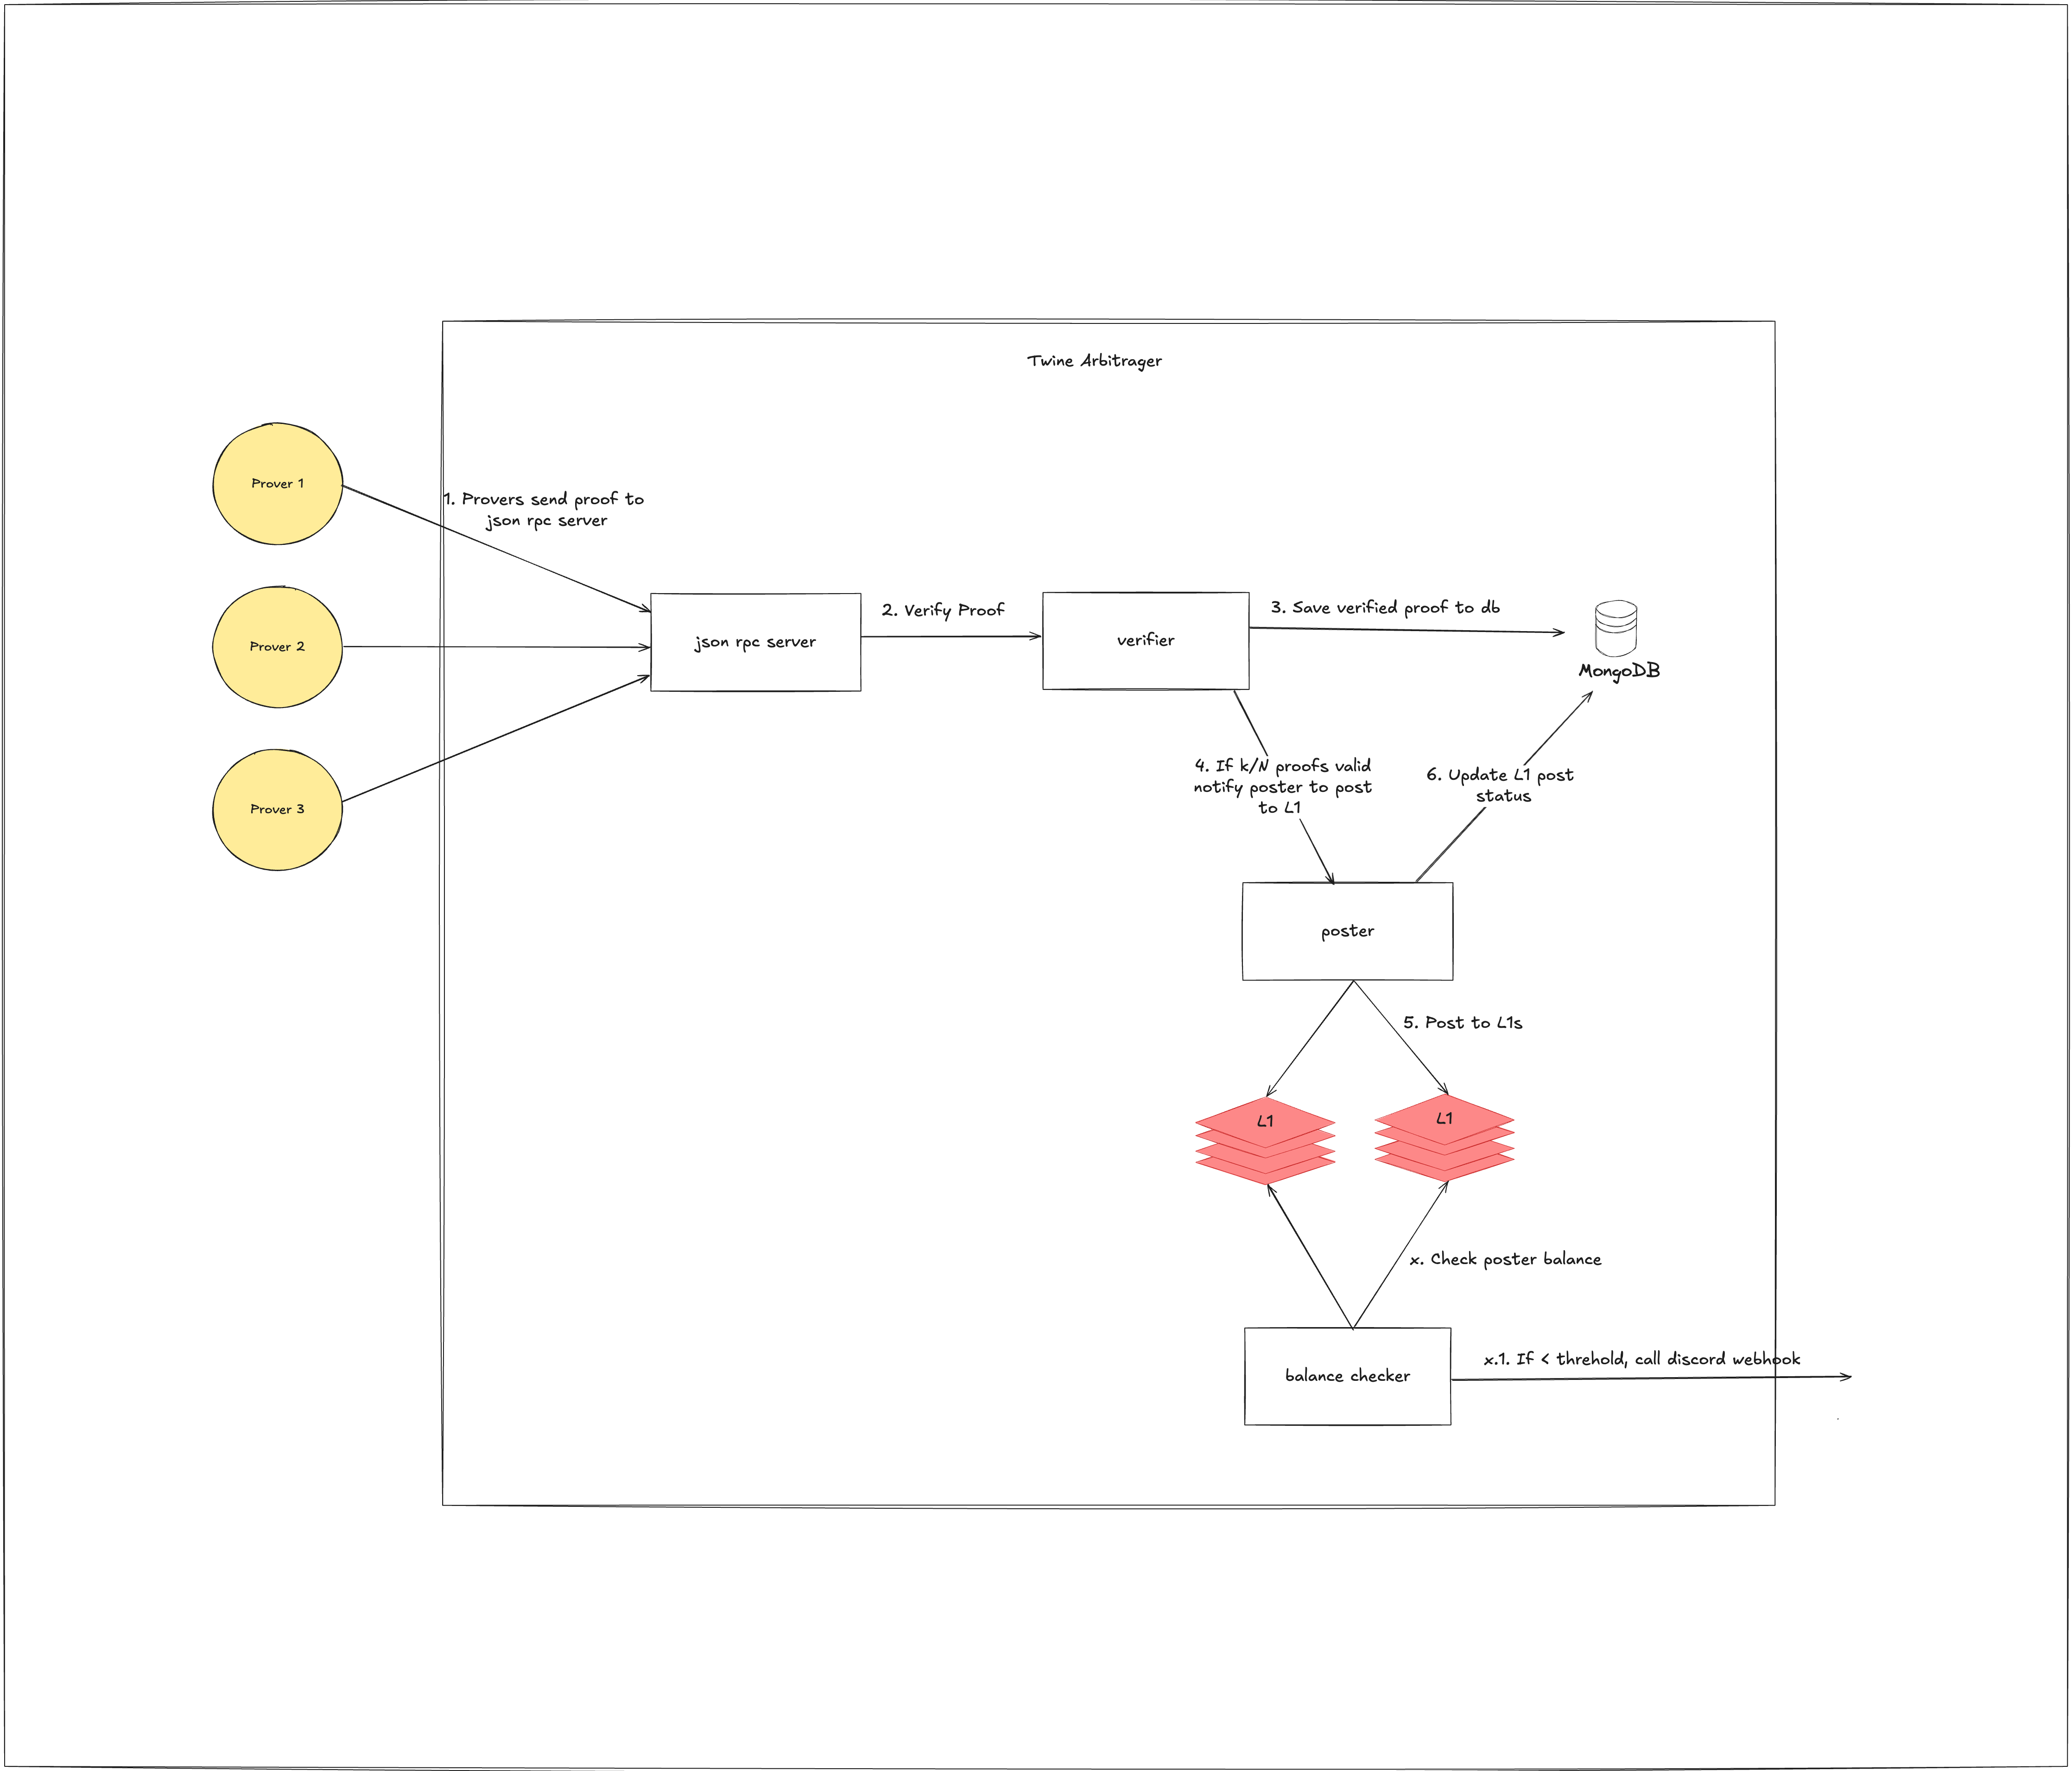 Twine Arbitrager
Prover 1
1. Provers send proof to
json rpc server
Prover 2
Prover 3
json rpc server
2. Verify Proof
verifier
3. Save verified proof to db
MongoDB
4. If k/N proofs valid
notify poster to post
to L1
6. Update L1 post
status
poster
5. Post to L1s
L1
L1
x. Check poster balance
balance checker
x.1. If < threhold, call discord webhook